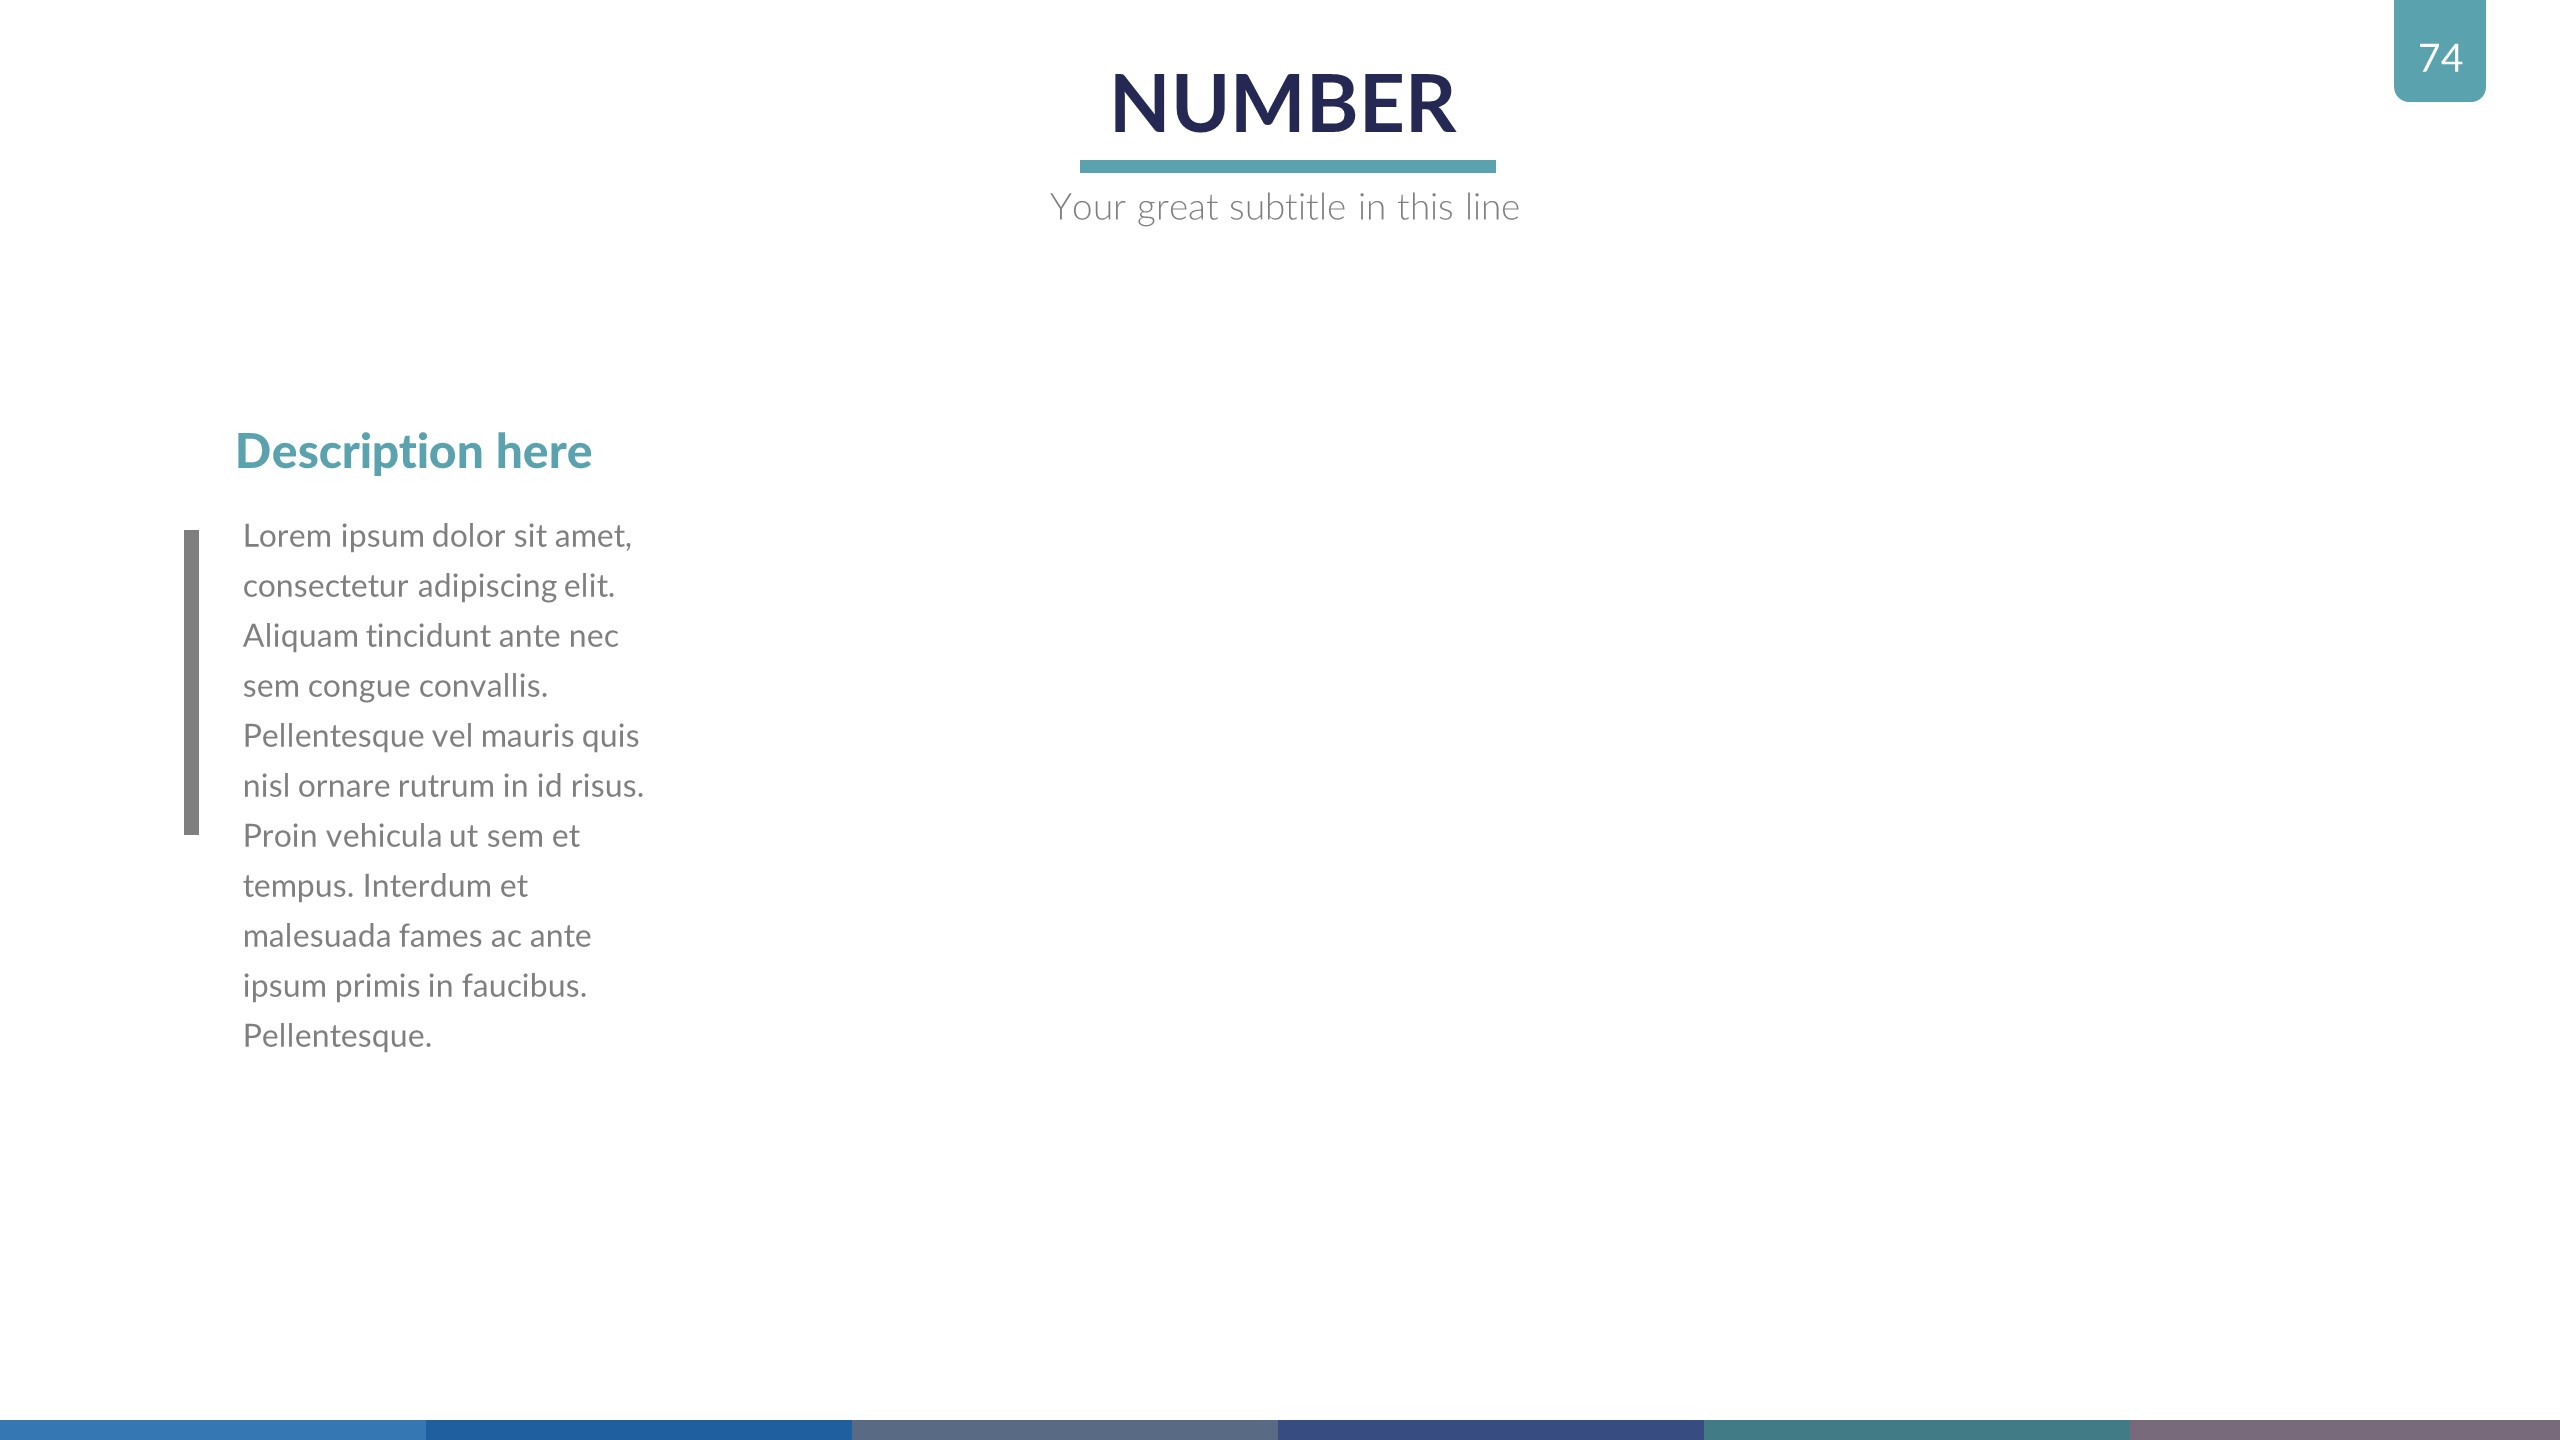 74
NUMBER
Your great subtitle in this line
Description here
Lorem ipsum dolor sit amet,
consectetur adipiscing elit.
Aliquam tincidunt ante nec
sem congue convallis.
Pellentesque vel mauris quis
nisl ornare rutrum in id risus.
Proin vehicula ut sem et
tempus. Interdum et
malesuada fames ac ante
ipsum primis in faucibus.
Pellentesque.